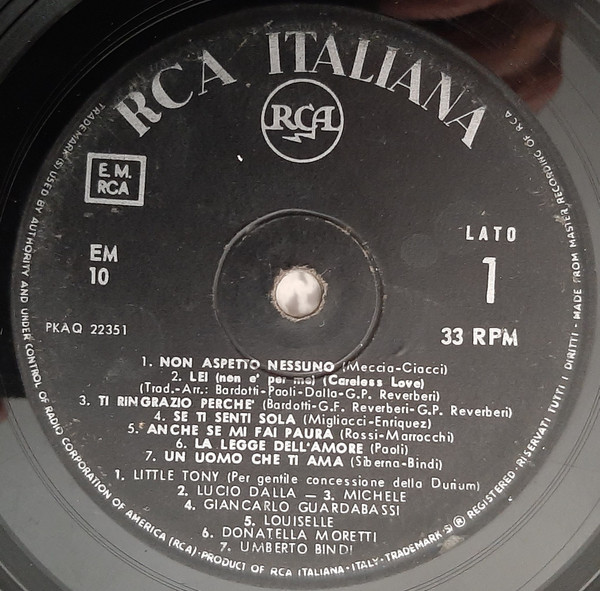 RCA ITALIANA
RCA
E. M.
RCA
EM
10
PKAQ 22351
LATO
1
33 RPM
1. NON ASPETTO NESSUNO (Meccia-Ciacci)
2. LEI (non e' per me) (Careless Love)
(Trad.-Arr.: Bardotti-Paoli-Dalla-G.P. Reverberi)
3. TI RINGRAZIO PERCHE' (Bardotti-G.F. Reverberi-G.P. Reverberi)
4. SE TI SENTI SOLA (Migliacci-Enriquez)
5. ANCHE SE MI FAI PAURA (Rossi-Marrocchi)
6. LA LEGGE DELL'AMORE (Paoli)
7. UN UOMO CHE TI AMA (Siberna-Bindi)
1. LITTLE TONY (Per gentile concessione della Durium)
2. LUCIO DALLA — 3. MICHELE
4. GIANCARLO GUARDABASSI
5. LOUISELLE
6. DONATELLA MORETTI
7. UMBERTO BINDI
TRADEMARK (S) USED BY AUTHORITY AND UNDER CONTROL OF RADIO CORPORATION OF AMERICA (RCA) · PRODUCT OF RCA ITALIANA · ITALY · TRADEMARK Ⓢ ® REGISTERED · RISERVATI TUTTI I DIRITTI · MADE FROM MASTER RECORDING OF RCA